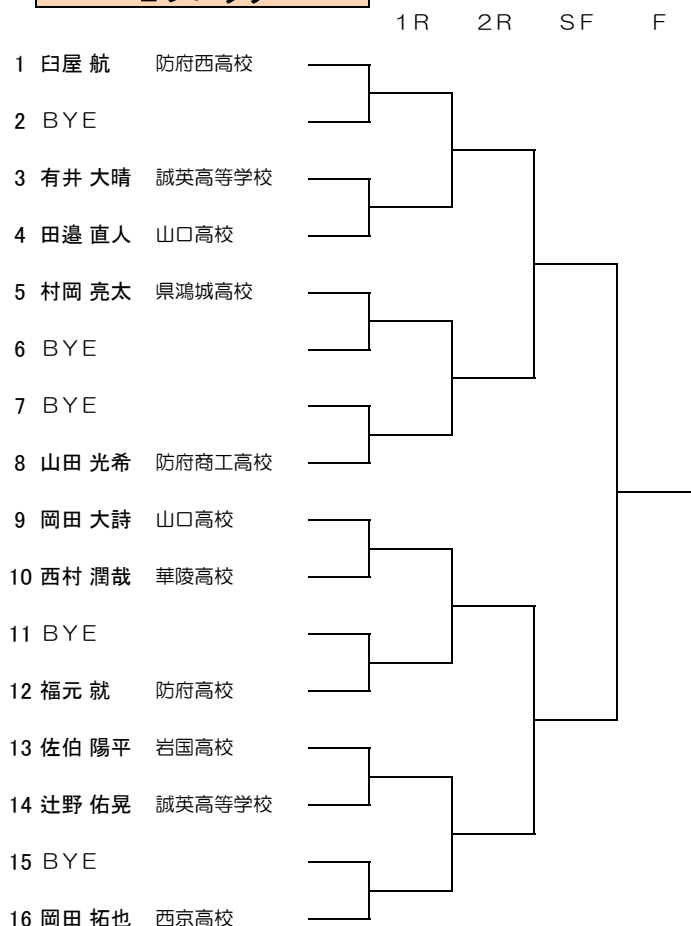 1R 2R SF F
1 臼屋 航 防府西高校
2 BYE
3 有井 大晴 誠英高等学校
4 田邉 直人 山口高校
5 村岡 亮太 県鴻城高校
6 BYE
7 BYE
8 山田 光希 防府商工高校
9 岡田 大詩 山口高校
10 西村 潤哉 華陵高校
11 BYE
12 福元 就 防府高校
13 佐伯 陽平 岩国高校
14 辻野 佑晃 誠英高等学校
15 BYE
16 岡田 拓也 西京高校